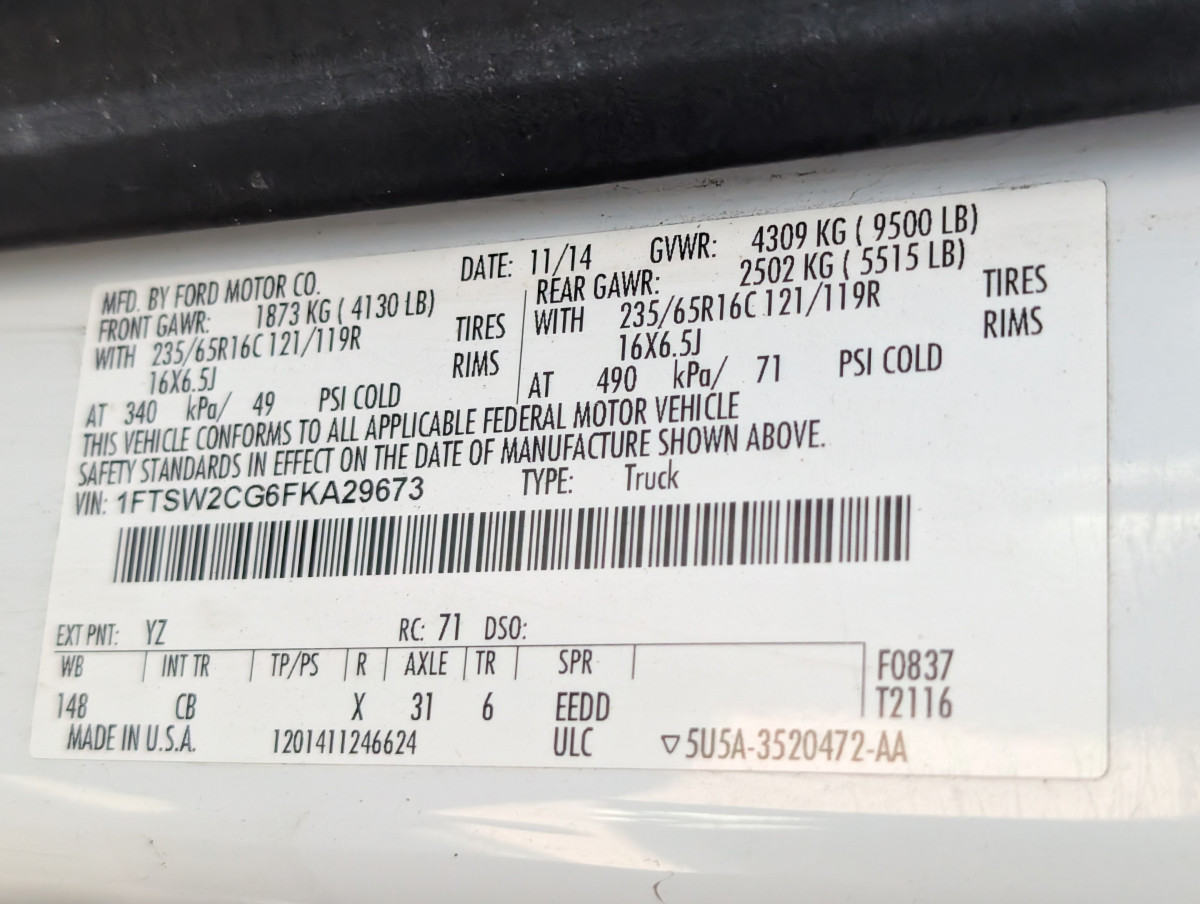 MFD. BY FORD MOTOR CO. DATE: 11/14 GVWR: 4309 KG ( 9500 LB)
FRONT GAWR: 1873 KG ( 4130 LB) REAR GAWR: 2502 KG ( 5515 LB)
WITH 235/65R16C 121/119R TIRES WITH 235/65R16C 121/119R TIRES
16X6.5J RIMS 16X6.5J RIMS
AT 340 kPa/ 49 PSI COLD AT 490 kPa/ 71 PSI COLD
THIS VEHICLE CONFORMS TO ALL APPLICABLE FEDERAL MOTOR VEHICLE
SAFETY STANDARDS IN EFFECT ON THE DATE OF MANUFACTURE SHOWN ABOVE.
VIN: 1FTSW2CG6FKA29673 TYPE: Truck
EXT PNT: YZ RC: 71 DSO:
WB INT TR TP/PS R AXLE TR SPR F0837
148 CB X 31 6 EEDD T2116
MADE IN U.S.A. 1201411246624 ULC ▽5U5A-3520472-AA